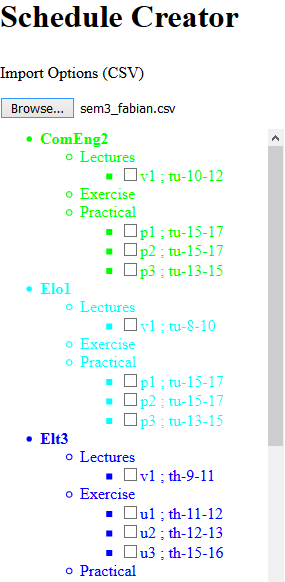 Schedule Creator
Import Options (CSV)
Browse... sem3_fabian.csv
ComEng2
Lectures
v1 ; tu-10-12
Exercise
Practical
p1 ; tu-15-17
p2 ; tu-15-17
p3 ; tu-13-15
Elo1
Lectures
v1 ; tu-8-10
Exercise
Practical
p1 ; tu-15-17
p2 ; tu-15-17
p3 ; tu-13-15
Elt3
Lectures
v1 ; th-9-11
Exercise
u1 ; th-11-12
u2 ; th-12-13
u3 ; th-15-16
Practical